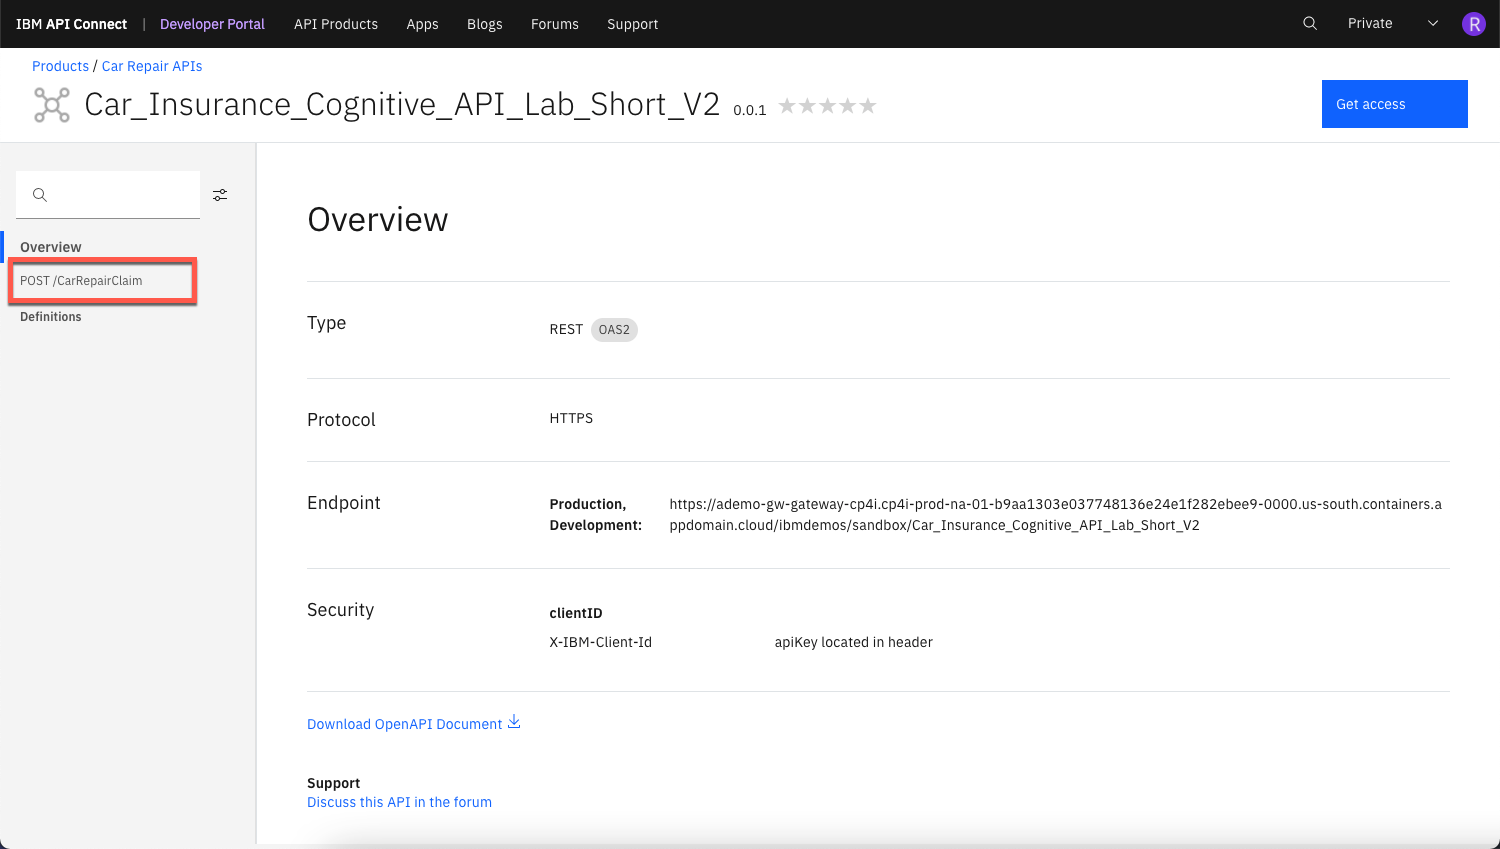 IBM API Connect | Developer Portal API Products Apps Blogs Forums Support Private R
Products / Car Repair APIs
Car_Insurance_Cognitive_API_Lab_Short_V2 0.0.1
Get access
Overview
POST /CarRepairClaim
Definitions
Overview
Type
REST OAS2
Protocol
HTTPS
Endpoint
Production, https://ademo-gw-gateway-cp4i.cp4i-prod-na-01-b9aa1303e037748136e24e1f282ebee9-0000.us-south.containers.a
Development: ppdomain.cloud/ibmdemos/sandbox/Car_Insurance_Cognitive_API_Lab_Short_V2
Security
clientID
X-IBM-Client-Id apiKey located in header
Download OpenAPI Document
Support
Discuss this API in the forum